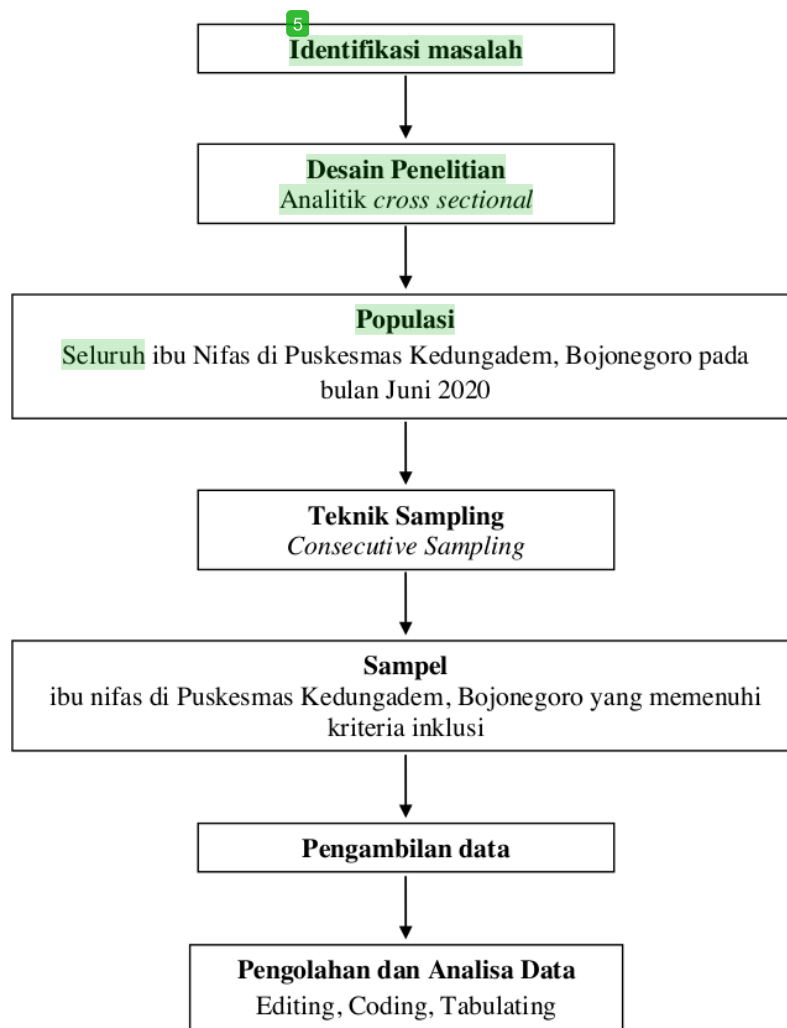 5
Identifikasi masalah
Desain Penelitian
Analitik cross sectional
Populasi
Seluruh ibu Nifas di Puskesmas Kedungadem, Bojonegoro pada
bulan Juni 2020
Teknik Sampling
Consecutive Sampling
Sampel
ibu nifas di Puskesmas Kedungadem, Bojonegoro yang memenuhi
kriteria inklusi
Pengambilan data
Pengolahan dan Analisa Data
Editing, Coding, Tabulating